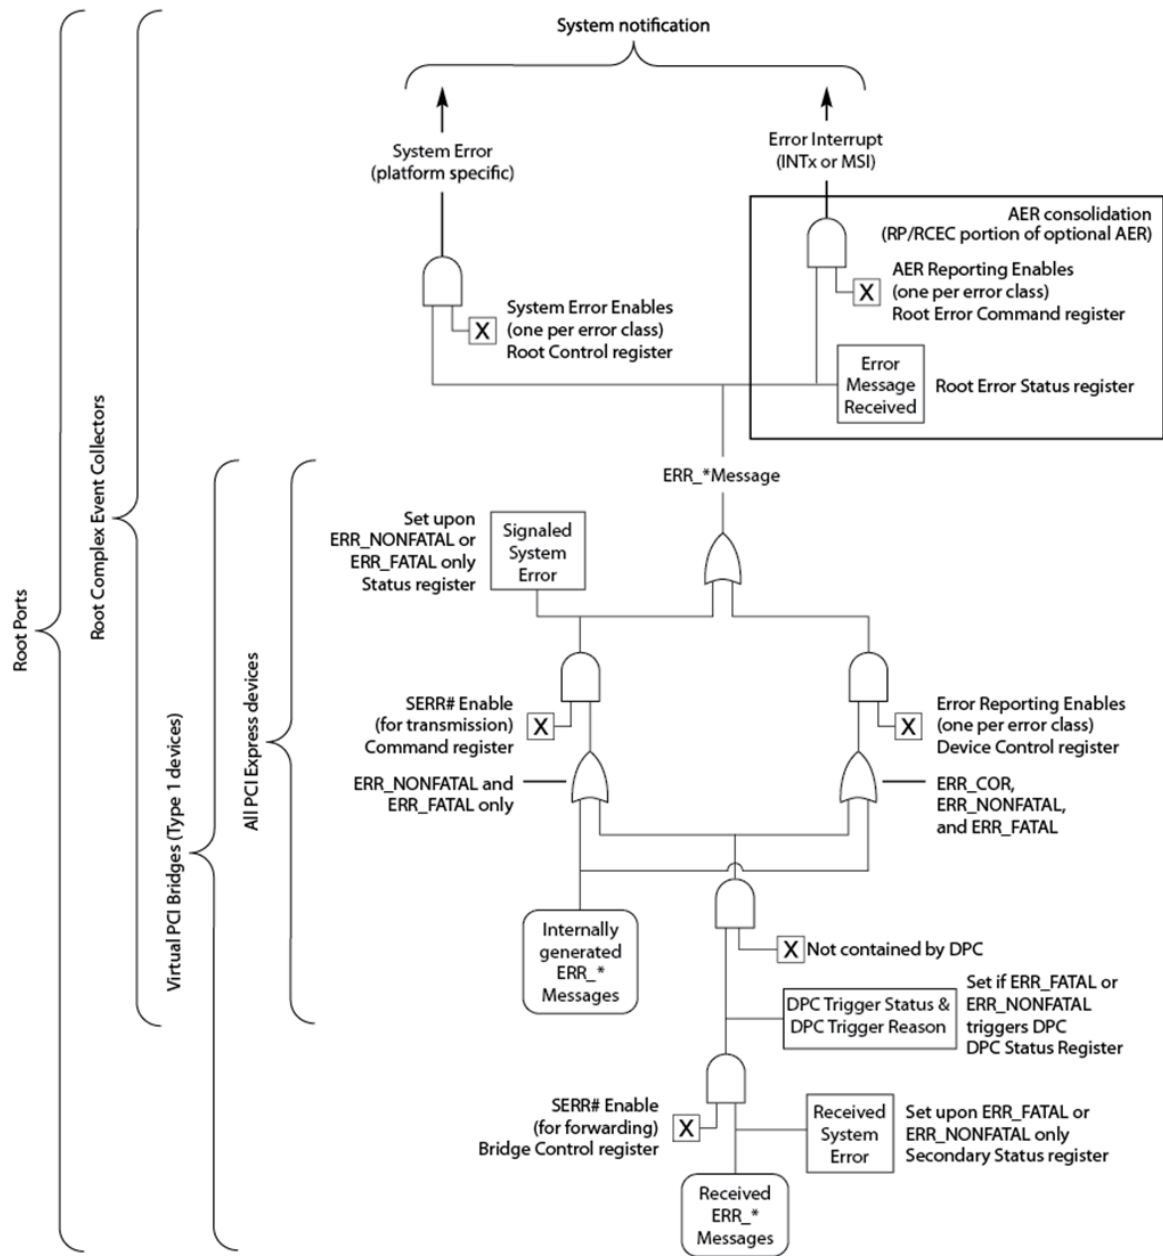 System notification
System Error
(platform specific)
Error Interrupt
(INTx or MSI)
AER consolidation
(RP/RCEC portion of optional AER)
AER Reporting Enables
(one per error class)
Root Error Command register
X
System Error Enables
(one per error class)
Root Control register
X
Error
Message
Received
Root Error Status register
ERR_*Message
Set upon
ERR_NONFATAL or
ERR_FATAL only
Status register
Signaled
System
Error
SERR# Enable
(for transmission)
Command register
X
Error Reporting Enables
(one per error class)
Device Control register
X
ERR_NONFATAL and
ERR_FATAL only
ERR_COR,
ERR_NONFATAL,
and ERR_FATAL
Internally
generated
ERR_*
Messages
X
Not contained by DPC
DPC Trigger Status &
DPC Trigger Reason
Set if ERR_FATAL or
ERR_NONFATAL
triggers DPC
DPC Status Register
SERR# Enable
(for forwarding)
Bridge Control register
X
Received
System
Error
Set upon ERR_FATAL or
ERR_NONFATAL only
Secondary Status register
Received
ERR_*
Messages
Root Ports
Root Complex Event Collectors
Virtual PCI Bridges (Type 1 devices)
All PCI Express devices